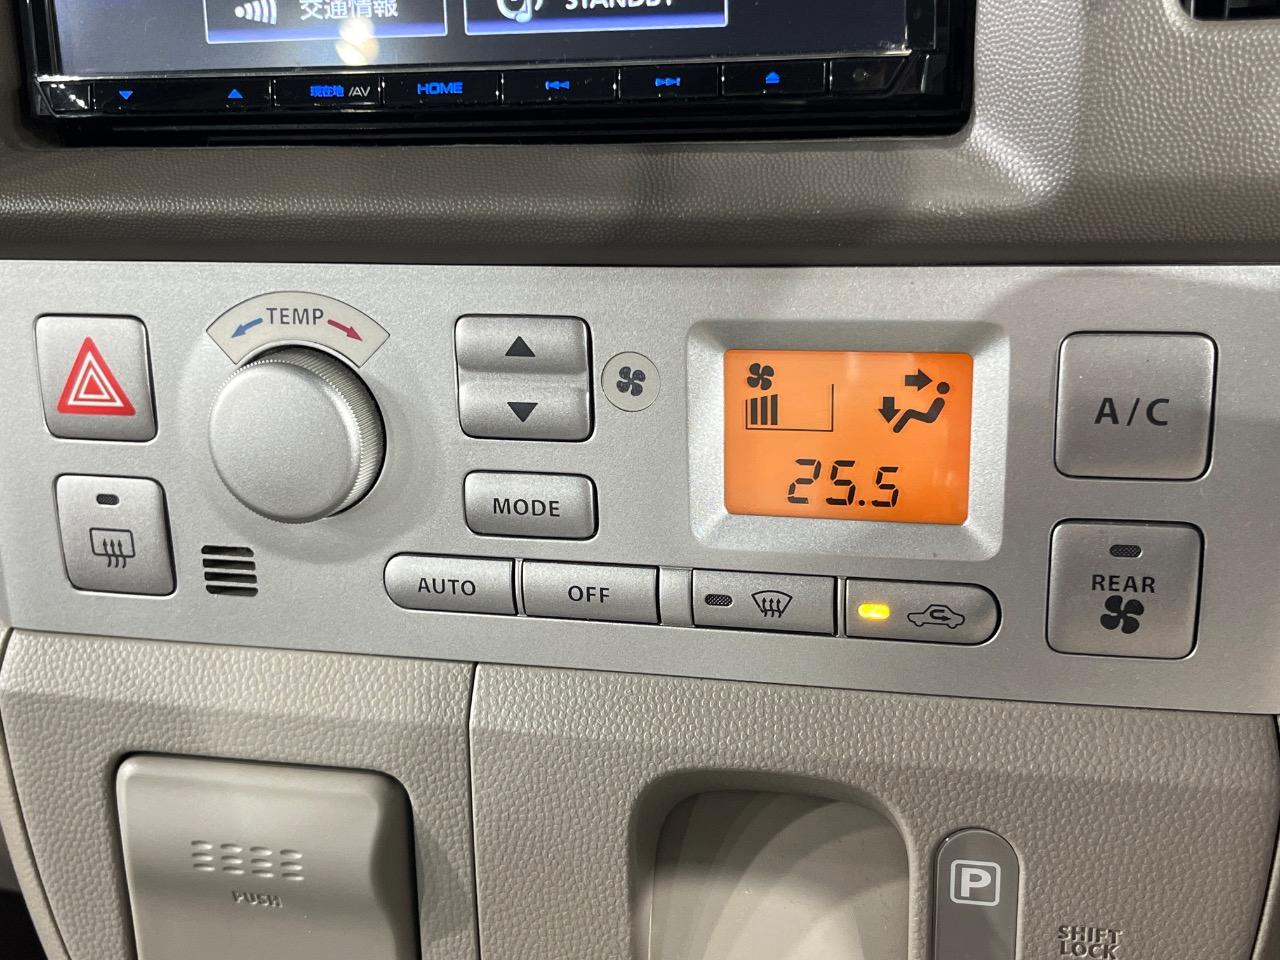 交通情報
STANDBY
現在地 /AV
HOME
TEMP
A/C
25.5
MODE
AUTO
OFF
REAR
PUSH
P
SHIFT
LOCK